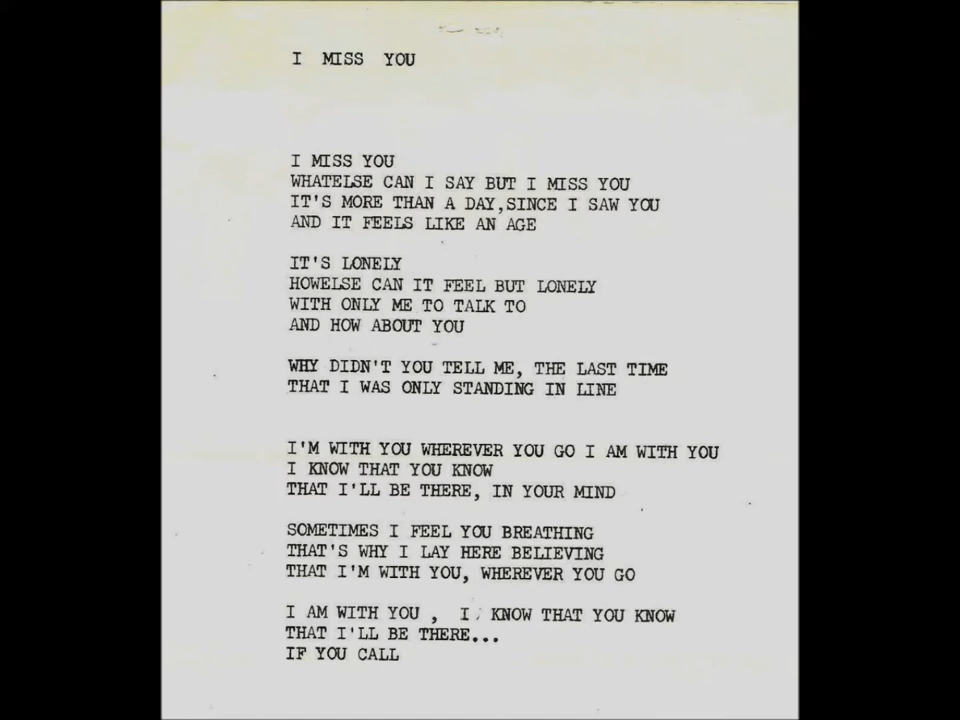 I MISS YOU
I MISS YOU
WHATELSE CAN I SAY BUT I MISS YOU
IT'S MORE THAN A DAY,SINCE I SAW YOU
AND IT FEELS LIKE AN AGE
IT'S LONELY
HOWELSE CAN IT FEEL BUT LONELY
WITH ONLY ME TO TALK TO
AND HOW ABOUT YOU
WHY DIDN'T YOU TELL ME, THE LAST TIME
THAT I WAS ONLY STANDING IN LINE
I'M WITH YOU WHEREVER YOU GO I AM WITH YOU
I KNOW THAT YOU KNOW
THAT I'LL BE THERE, IN YOUR MIND
SOMETIMES I FEEL YOU BREATHING
THAT'S WHY I LAY HERE BELIEVING
THAT I'M WITH YOU, WHEREVER YOU GO
I AM WITH YOU , I KNOW THAT YOU KNOW
THAT I'LL BE THERE...
IF YOU CALL